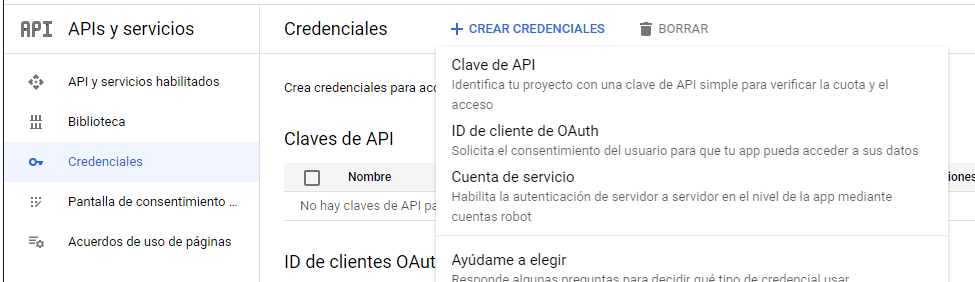 API APIs y servicios
Credenciales
+ CREAR CREDENCIALES
BORRAR
API y servicios habilitados
Biblioteca
Credenciales
Pantalla de consentimiento ...
Acuerdos de uso de páginas
Crea credenciales para acc
Claves de API
Nombre
iones
No hay claves de API pa
ID de clientes OAut
Clave de API
Identifica tu proyecto con una clave de API simple para verificar la cuota y el
acceso
ID de cliente de OAuth
Solicita el consentimiento del usuario para que tu app pueda acceder a sus datos
Cuenta de servicio
Habilita la autenticación de servidor a servidor en el nivel de la app mediante
cuentas robot
Ayúdame a elegir
Responde algunas preguntas para decidir qué tipo de credencial usar